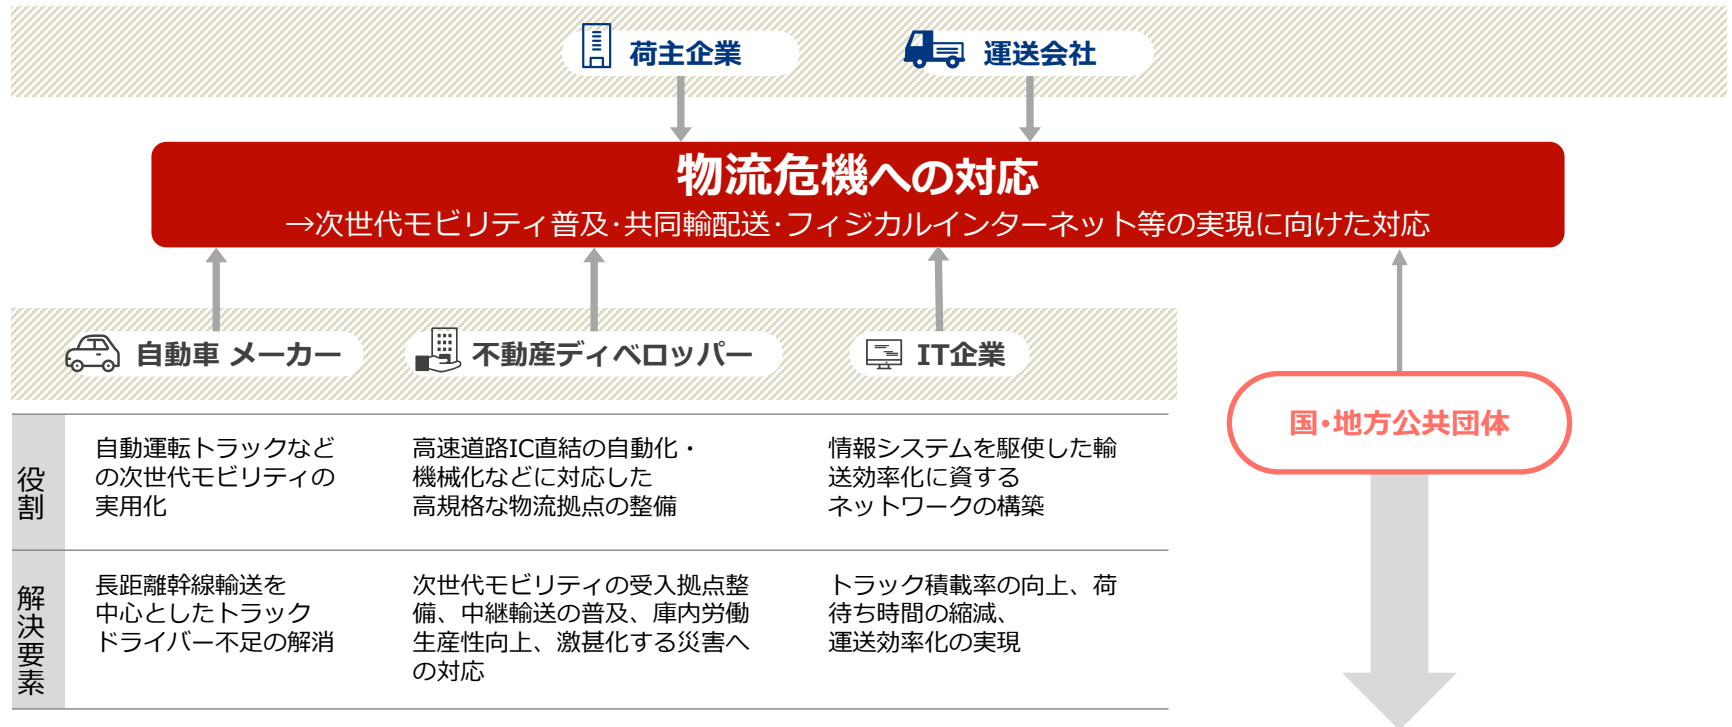 荷主企業
運送会社
物流危機への対応
→次世代モビリティ普及・共同輸配送・フィジカルインターネット等の実現に向けた対応
自動車 メーカー
不動産ディベロッパー
IT企業
国・地方公共団体
役割
自動運転トラックなど
の次世代モビリティの
実用化
高速道路IC直結の自動化・
機械化などに対応した
高規格な物流拠点の整備
情報システムを駆使した輸
送効率化に資する
ネットワークの構築
解決要素
長距離幹線輸送を
中心としたトラック
ドライバー不足の解消
次世代モビリティの受入拠点整
備、中継輸送の普及、庫内労働
生産性向上、激甚化する災害へ
の対応
トラック積載率の向上、荷
待ち時間の縮減、
運送効率化の実現